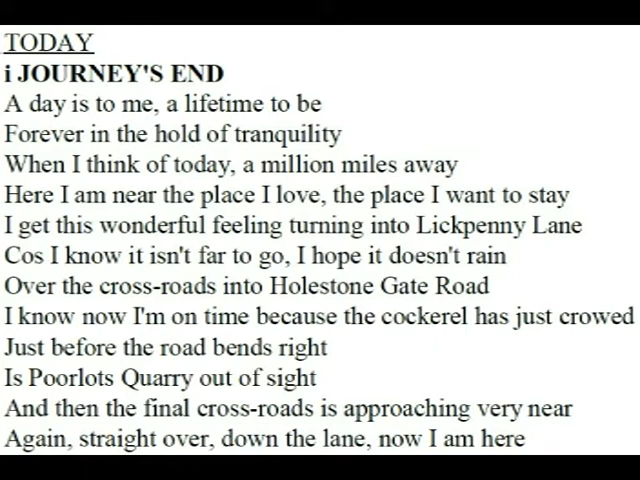 TODAY
i JOURNEY'S END
A day is to me, a lifetime to be
Forever in the hold of tranquility
When I think of today, a million miles away
Here I am near the place I love, the place I want to stay
I get this wonderful feeling turning into Lickpenny Lane
Cos I know it isn't far to go, I hope it doesn't rain
Over the cross-roads into Holestone Gate Road
I know now I'm on time because the cockerel has just crowed
Just before the road bends right
Is Poorlots Quarry out of sight
And then the final cross-roads is approaching very near
Again, straight over, down the lane, now I am here